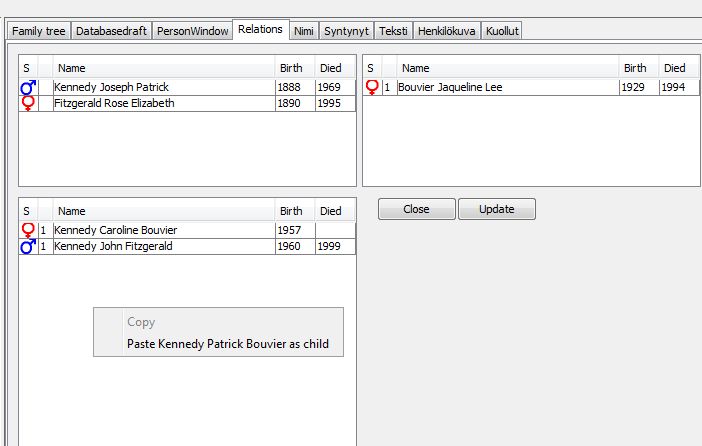 Family tree Databasedraft PersonWindow Relations Nimi Syntynyt Teksti Henkilökuva Kuollut
S Name Birth Died
Kennedy Joseph Patrick 1888 1969
Fitzgerald Rose Elizabeth 1890 1995
S Name Birth Died
1 Bouvier Jaqueline Lee 1929 1994
Close Update
S Name Birth Died
1 Kennedy Caroline Bouvier 1957
1 Kennedy John Fitzgerald 1960 1999
Copy
Paste Kennedy Patrick Bouvier as child